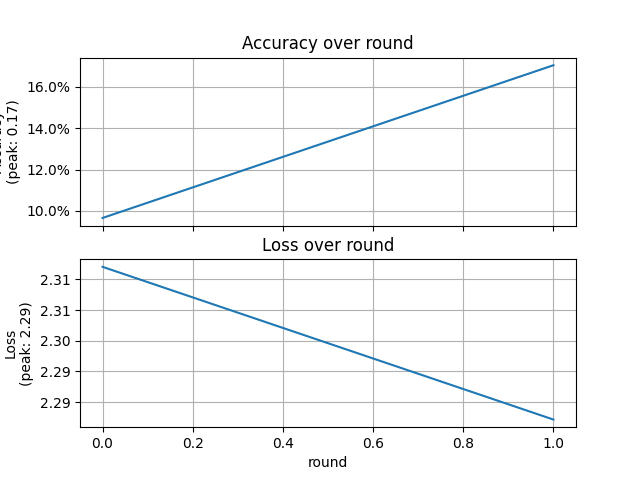 Accuracy over round
16.0%
14.0%
12.0%
10.0%
(peak: 0.17)
Loss over round
2.31
2.31
2.30
2.29
2.29
Loss
(peak: 2.29)
0.0
0.2
0.4
0.6
0.8
1.0
round